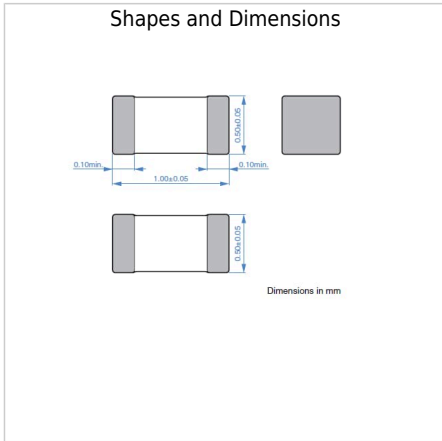 Shapes and Dimensions
0.50±0.05
0.10min.
0.10min.
1.00±0.05
0.50±0.05
Dimensions in mm